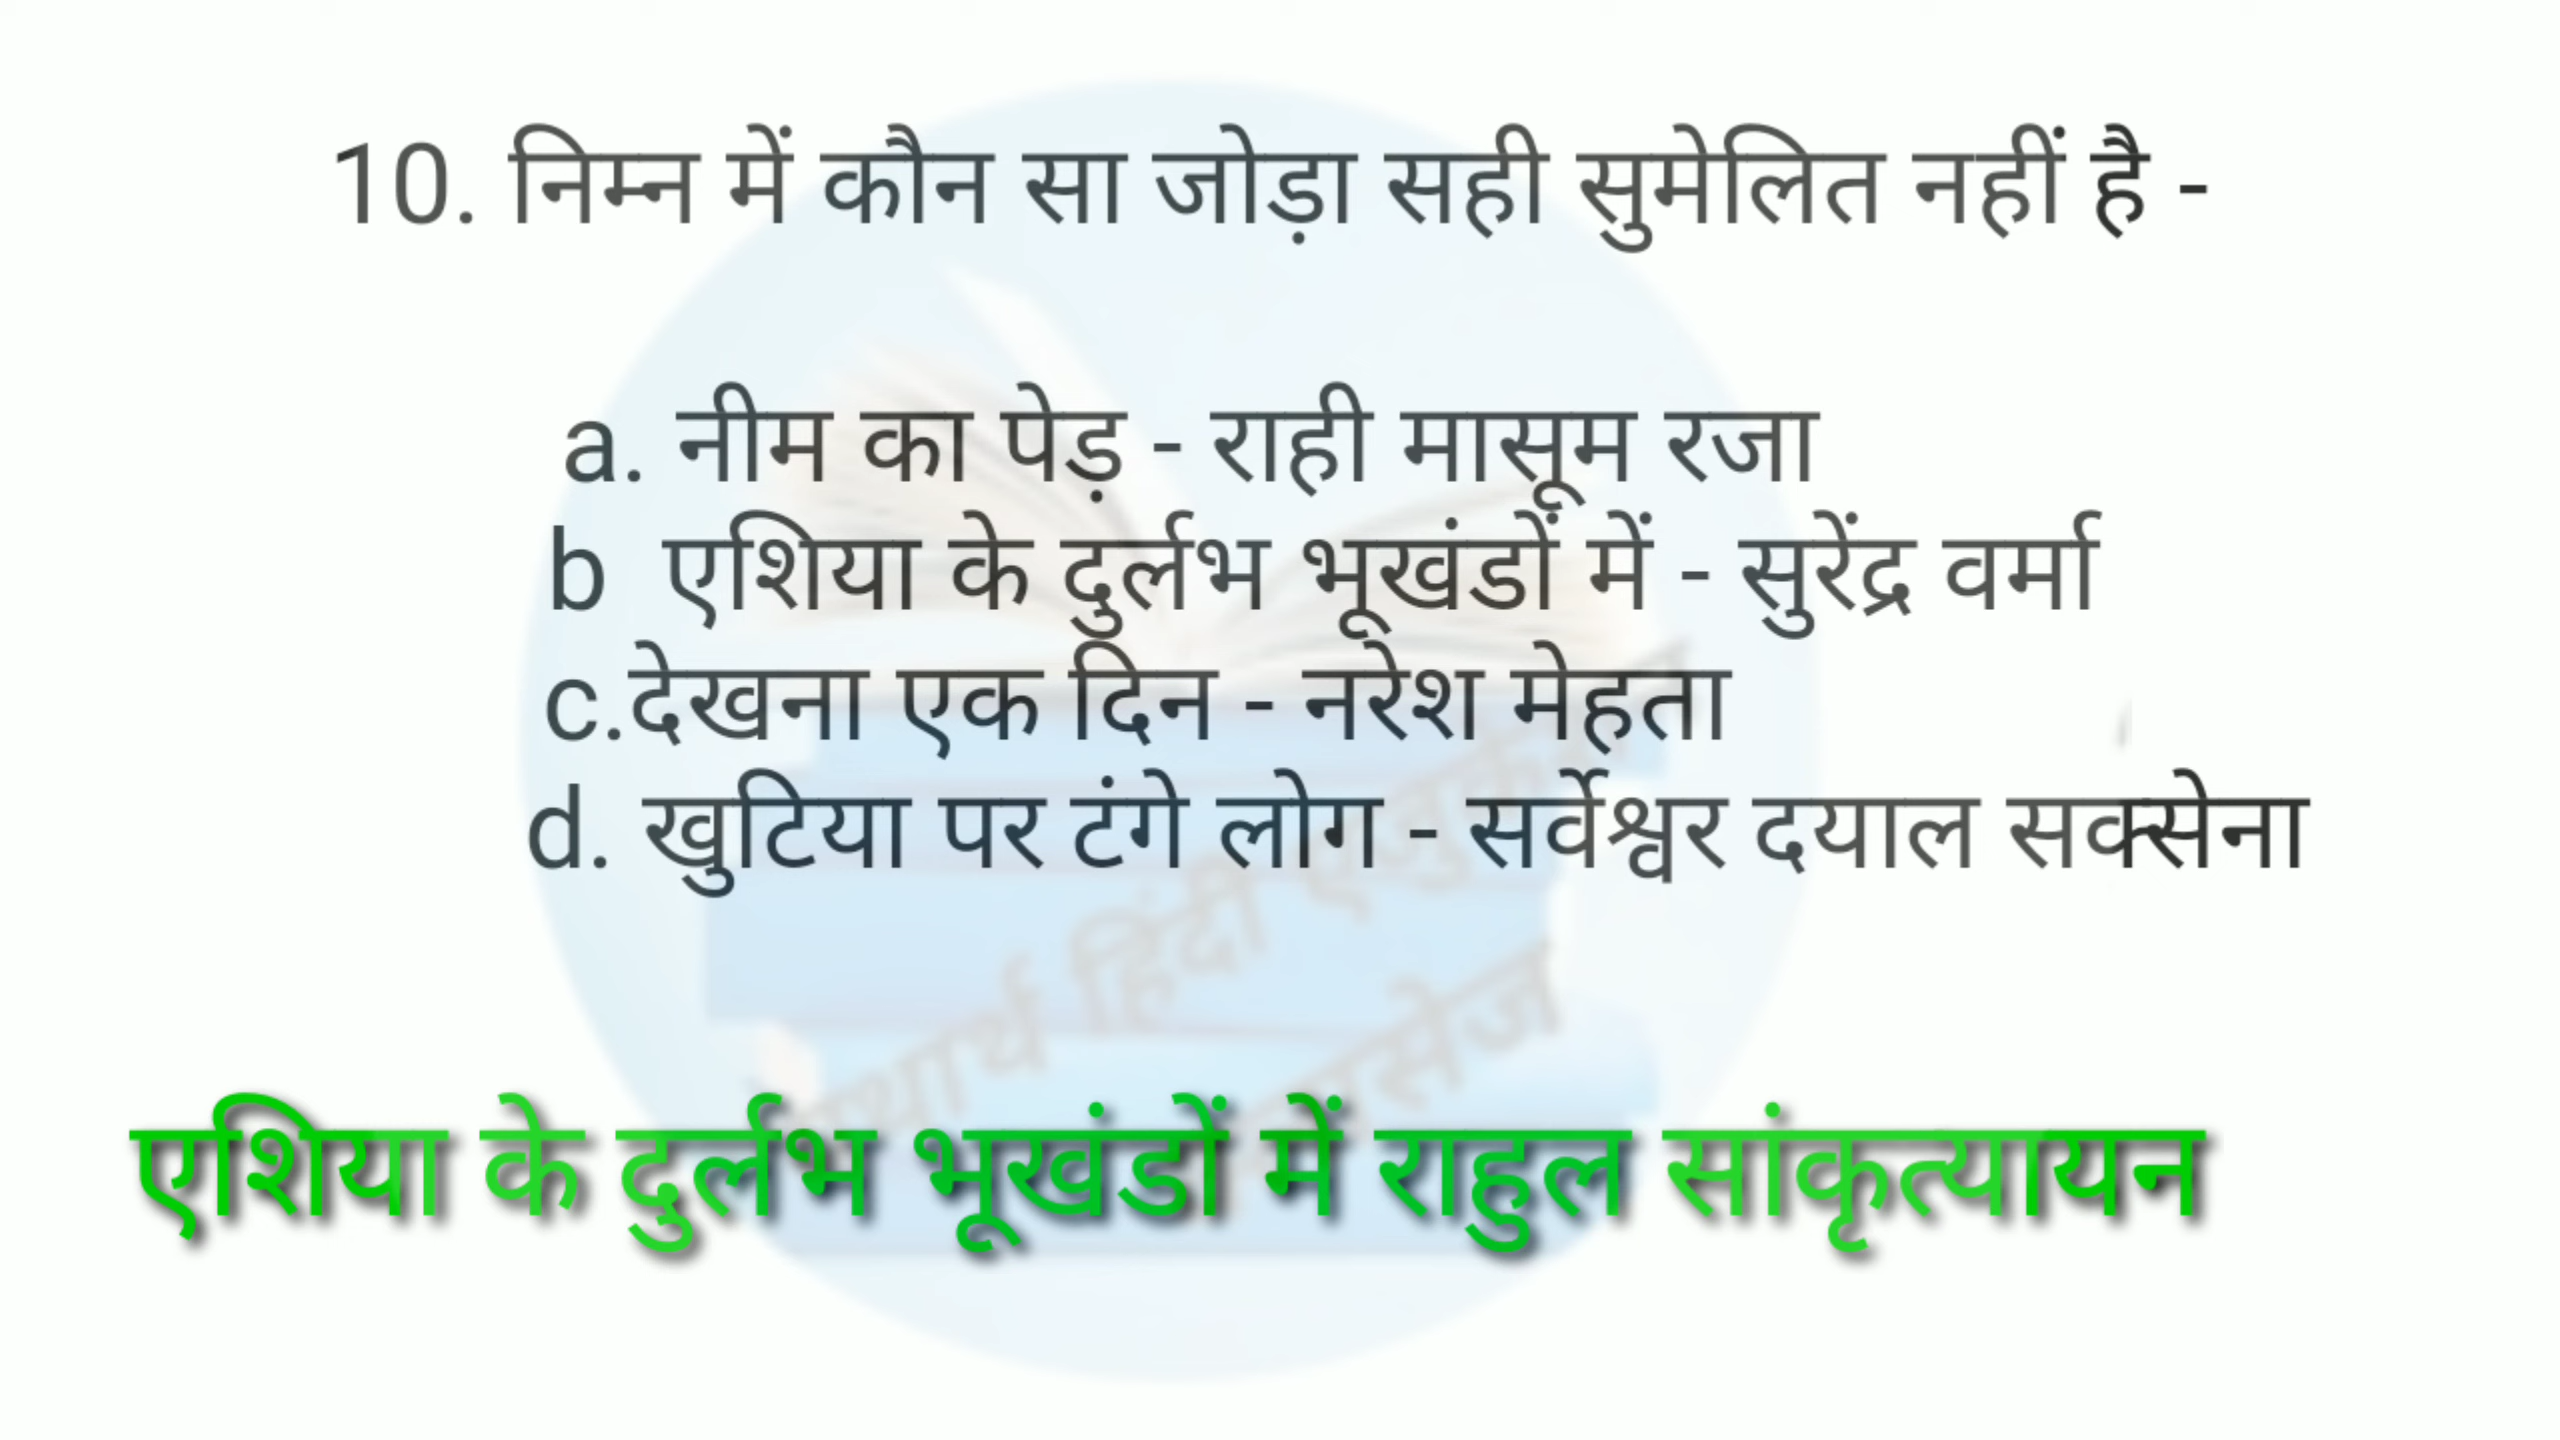 10. निम्न में कौन सा जोड़ा सही सुमेलित नहीं है -
a. नीम का पेड़ - राही मासूम रजा
b एशिया के दुर्लभ भूखंडों में - सुरेंद्र वर्मा
c.देखना एक दिन - नरेश मेहता
d. खुटिया पर टंगे लोग - सर्वेश्वर दयाल सक्सेना
हिंदी
एशिया के दुर्लभ भूखंडों में राहुल सांकृत्यायन